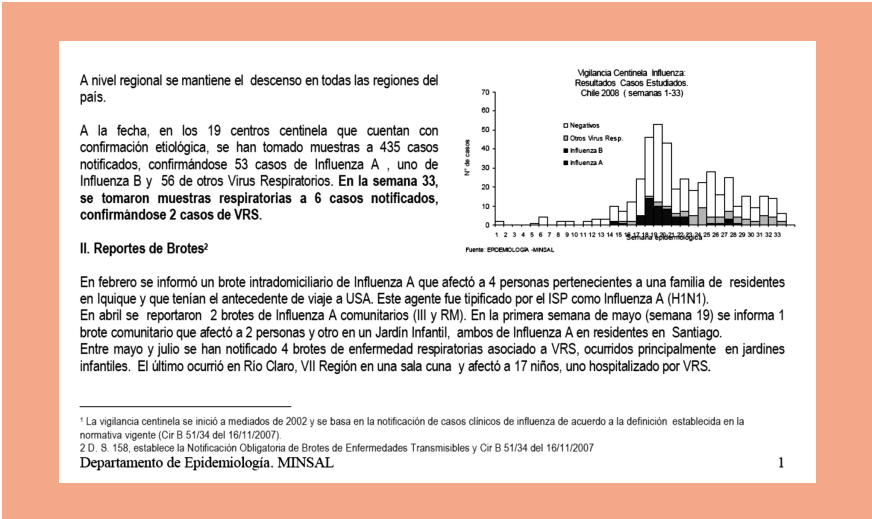 A nivel regional se mantiene el descenso en todas las regiones del
país.
A la fecha, en los 19 centros centinela que cuentan con
confirmación etiológica, se han tomado muestras a 435 casos
notificados, confirmándose 53 casos de Influenza A , uno de
Influenza B y 56 de otros Virus Respiratorios. En la semana 33,
se tomaron muestras respiratorias a 6 casos notificados,
confirmándose 2 casos de VRS.
Vigilancia Centinela Influenza:
Resultados Casos Estudiados.
Chile 2008 ( semanas 1-33)
N° de casos
70
60
50
40
30
20
10
0
Negativos
Otros Virus Resp.
Influenza B
Influenza A
1 2 3 4 5 6 7 8 9 10 11 12 13 14 15 16 17 18 19 20 21 22 23 24 25 26 27 28 29 30 31 32 33
Semana epidemiológica
Fuente: EPIDEMIOLOGÍA -MINSAL
II. Reportes de Brotes2
En febrero se informó un brote intradomiciliario de Influenza A que afectó a 4 personas pertenecientes a una familia de residentes
en Iquique y que tenían el antecedente de viaje a USA. Este agente fue tipificado por el ISP como Influenza A (H1N1).
En abril se reportaron 2 brotes de Influenza A comunitarios (III y RM). En la primera semana de mayo (semana 19) se informa 1
brote comunitario que afectó a 2 personas y otro en un Jardín Infantil, ambos de Influenza A en residentes en Santiago.
Entre mayo y julio se han notificado 4 brotes de enfermedad respiratorias asociado a VRS, ocurridos principalmente en jardines
infantiles. El último ocurrió en Río Claro, VII Región en una sala cuna y afectó a 17 niños, uno hospitalizado por VRS.
1 La vigilancia centinela se inició a mediados de 2002 y se basa en la notificación de casos clínicos de influenza de acuerdo a la definición establecida en la
normativa vigente (Cir B 51/34 del 16/11/2007).
2 D. S. 158, establece la Notificación Obligatoria de Brotes de Enfermedades Transmisibles y Cir B 51/34 del 16/11/2007
Departamento de Epidemiología. MINSAL
1